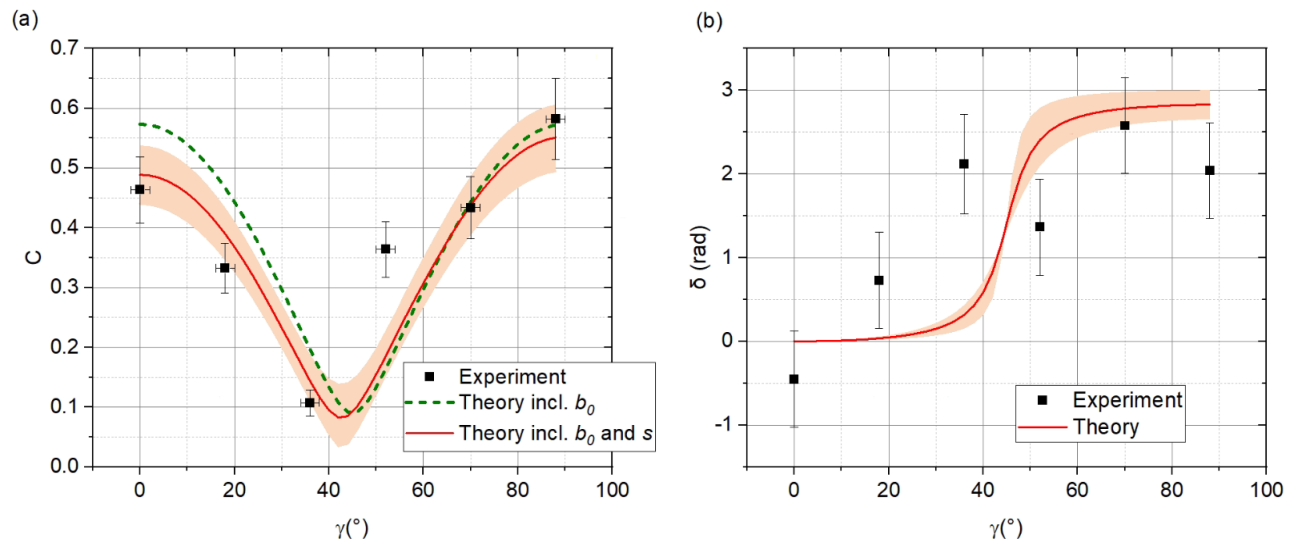 (a)
0.7
0.6
0.5
0.4
0.3
0.2
0.1
0.0
C
0 20 40 60 80 100
γ(°)
Experiment
Theory incl. b₀
Theory incl. b₀ and s
(b)
3
2
1
0
-1
δ (rad)
0 20 40 60 80 100
γ(°)
Experiment
Theory